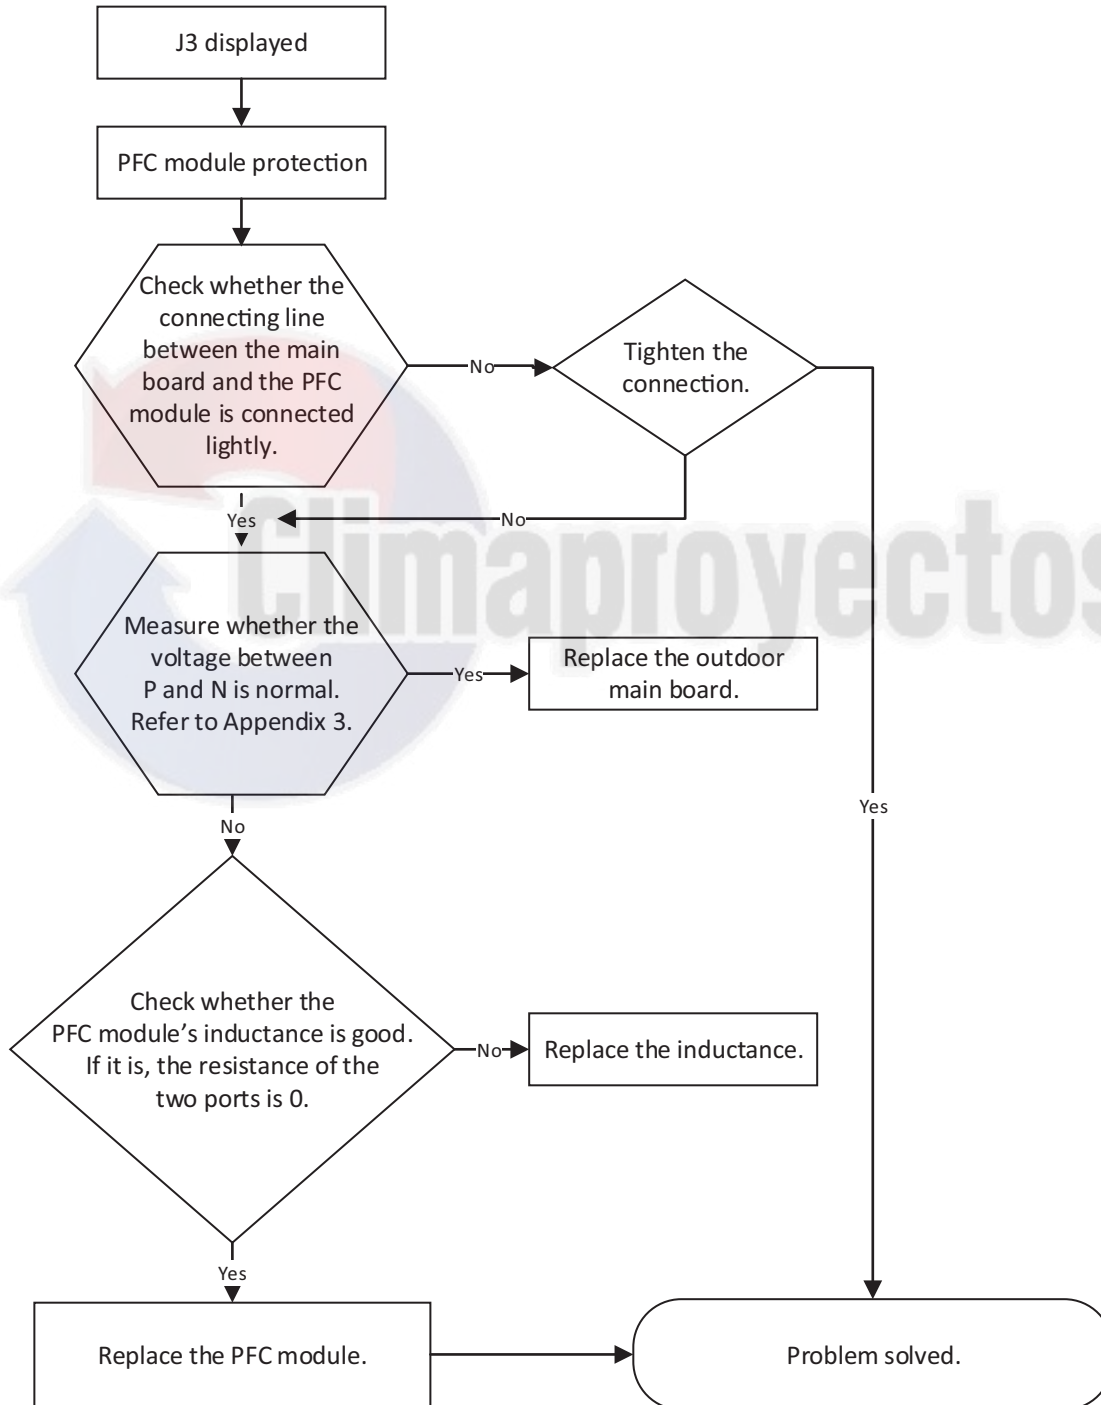 J3 displayed
PFC module protection
Check whether the
connecting line
between the main
board and the PFC
module is connected
lightly.
No
Tighten the
connection.
Yes
No
Climaproyectos
Measure whether the
voltage between
P and N is normal.
Refer to Appendix 3.
Yes
Replace the outdoor
main board.
Yes
No
Check whether the
PFC module’s inductance is good.
If it is, the resistance of the
two ports is 0.
No
Replace the inductance.
Yes
Replace the PFC module.
Problem solved.